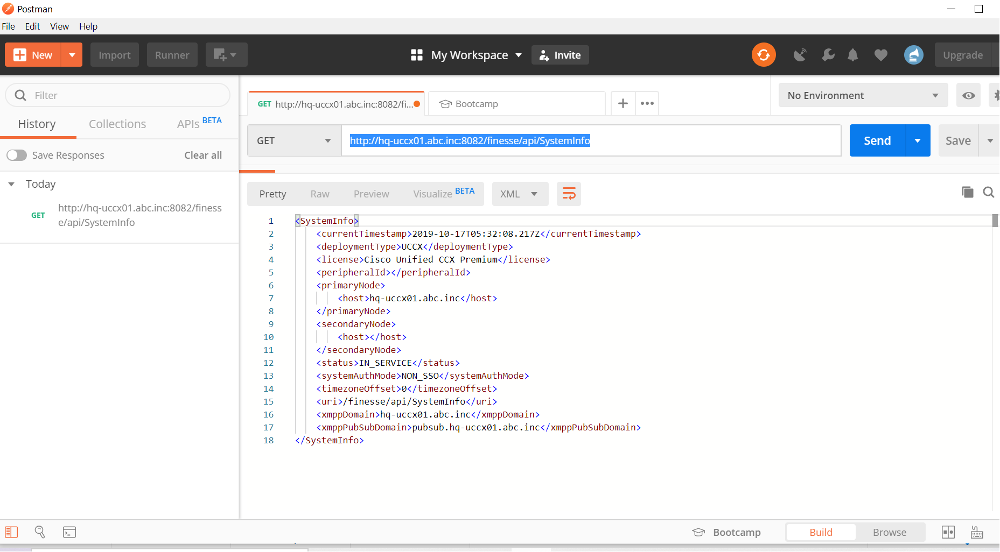 Postman
File Edit View Help
New Import Runner My Workspace Invite Upgrade
Filter
History Collections APIs BETA
Save Responses Clear all
Today
GET http://hq-uccx01.abc.inc:8082/finess
e/api/SystemInfo
GET http://hq-uccx01.abc.inc:8082/fi... Bootcamp + ••• No Environment
GET http://hq-uccx01.abc.inc:8082/finesse/api/SystemInfo Send Save
Pretty Raw Preview Visualize BETA XML
1 <SystemInfo>
2 <currentTimestamp>2019-10-17T05:32:08.217Z</currentTimestamp>
3 <deploymentType>UCCX</deploymentType>
4 <license>Cisco Unified CCX Premium</license>
5 <peripheralId></peripheralId>
6 <primaryNode>
7 <host>hq-uccx01.abc.inc</host>
8 </primaryNode>
9 <secondaryNode>
10 <host></host>
11 </secondaryNode>
12 <status>IN_SERVICE</status>
13 <systemAuthMode>NON_SSO</systemAuthMode>
14 <timezoneOffset>0</timezoneOffset>
15 <uri>/finesse/api/SystemInfo</uri>
16 <xmppDomain>hq-uccx01.abc.inc</xmppDomain>
17 <xmppPubSubDomain>pubsub.hq-uccx01.abc.inc</xmppPubSubDomain>
18 </SystemInfo>
Bootcamp Build Browse